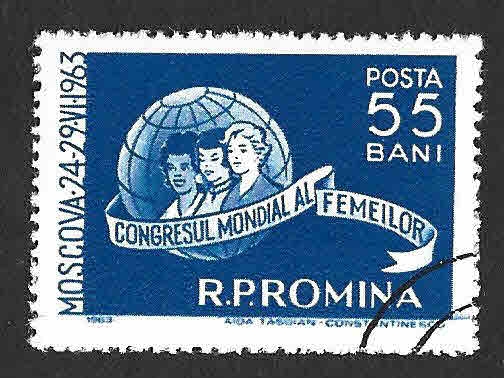 MOSCOVA·24-29·VI·1963
POSTA
55
BANI
CONGRESUL MONDIAL AL FEMEILOR
R.P.ROMINA
1963
AIDA TASGIAN-CONSTANTINESCU